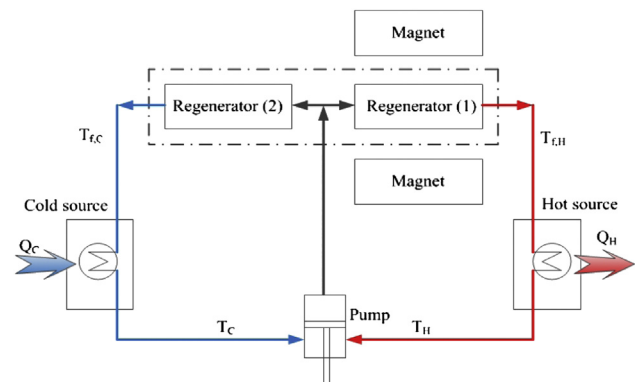 Magnet
Regenerator (2)
Regenerator (1)
Tf,C
Tf,H
Magnet
Cold source
Hot source
QC
QH
Pump
TC
TH